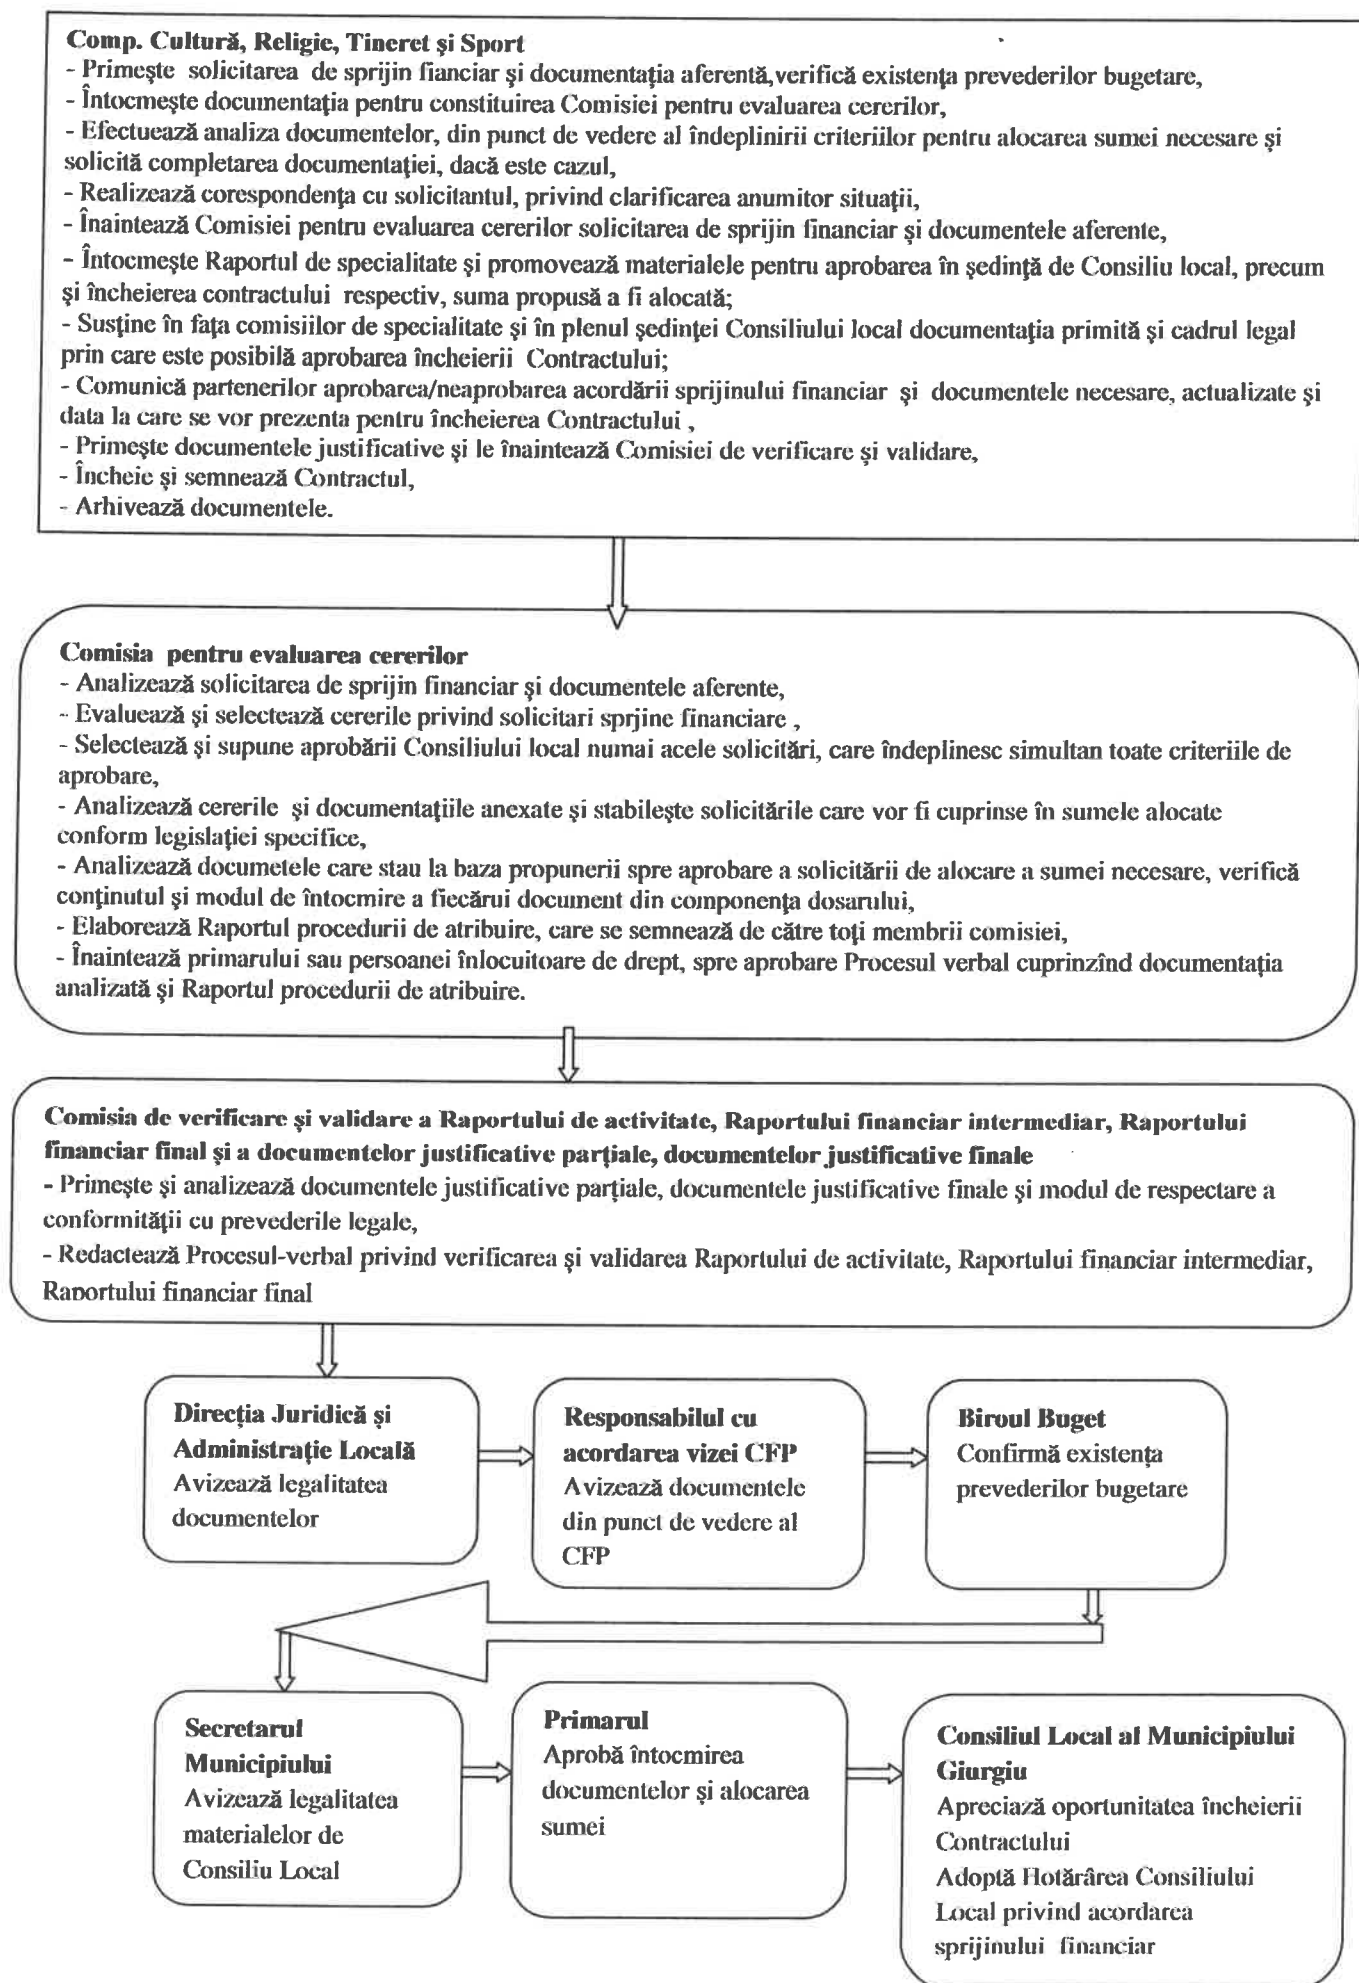 Comp. Cultură, Religie, Tineret şi Sport
- Primeşte solicitarea de sprijin fianciar şi documentaţia aferentă,verifică existenţa prevederilor bugetare,
- Întocmeşte documentaţia pentru constituirea Comisiei pentru evaluarea cererilor,
- Efectuează analiza documentelor, din punct de vedere al îndeplinirii criteriilor pentru alocarea sumei necesare şi
solicită completarea documentaţiei, dacă este cazul,
- Realizează corespondenţa cu solicitantul, privind clarificarea anumitor situaţii,
- Înaintează Comisiei pentru evaluarea cererilor solicitarea de sprijin financiar şi documentele aferente,
- Întocmeşte Raportul de specialitate şi promovează materialele pentru aprobarea în şedinţă de Consiliu local, precum
şi încheierea contractului respectiv, suma propusă a fi alocată;
- Susţine în faţa comisiilor de specialitate şi în plenul şedinţei Consiliului local documentaţia primită şi cadrul legal
prin care este posibilă aprobarea încheierii Contractului;
- Comunică partenerilor aprobarea/neaprobarea acordării sprijinului financiar şi documentele necesare, actualizate şi
data la care se vor prezenta pentru încheierea Contractului ,
- Primeşte documentele justificative şi le înaintează Comisiei de verificare şi validare,
- Încheie şi semnează Contractul,
- Arhivează documentele.
Comisia pentru evaluarea cererilor
- Analizează solicitarea de sprijin financiar şi documentele aferente,
- Evaluează şi selectează cererile privind solicitari sprjine financiare ,
- Selectează şi supune aprobării Consiliului local numai acele solicitări, care îndeplinesc simultan toate criteriile de
aprobare,
- Analizează cererile şi documentaţiile anexate şi stabileşte solicitările care vor fi cuprinse în sumele alocate
conform legislaţiei specifice,
- Analizează documetele care stau la baza propunerii spre aprobare a solicitării de alocare a sumei necesare, verifică
conţinutul şi modul de întocmire a fiecărui document din componenţa dosarului,
- Elaborează Raportul procedurii de atribuire, care se semnează de către toţi membrii comisiei,
- Înaintează primarului sau persoanei înlocuitoare de drept, spre aprobare Procesul verbal cuprinzînd documentaţia
analizată şi Raportul procedurii de atribuire.
Comisia de verificare şi validare a Raportului de activitate, Raportului financiar intermediar, Raportului
financiar final şi a documentelor justificative parţiale, documentelor justificative finale
- Primeşte şi analizează documentele justificative parţiale, documentele justificative finale şi modul de respectare a
conformităţii cu prevederile legale,
- Redactează Procesul-verbal privind verificarea şi validarea Raportului de activitate, Raportului financiar intermediar,
Raportului financiar final
Direcţia Juridică şi
Administraţie Locală
Avizează legalitatea
documentelor
Responsabilul cu
acordarea vizei CFP
Avizează documentele
din punct de vedere al
CFP
Biroul Buget
Confirmă existenţa
prevederilor bugetare
Secretarul
Municipiului
Avizează legalitatea
materialelor de
Consiliu Local
Primarul
Aprobă întocmirea
documentelor şi alocarea
sumei
Consiliul Local al Municipiului
Giurgiu
Apreciază oportunitatea încheierii
Contractului
Adoptă Hotărârea Consiliului
Local privind acordarea
sprijinului financiar